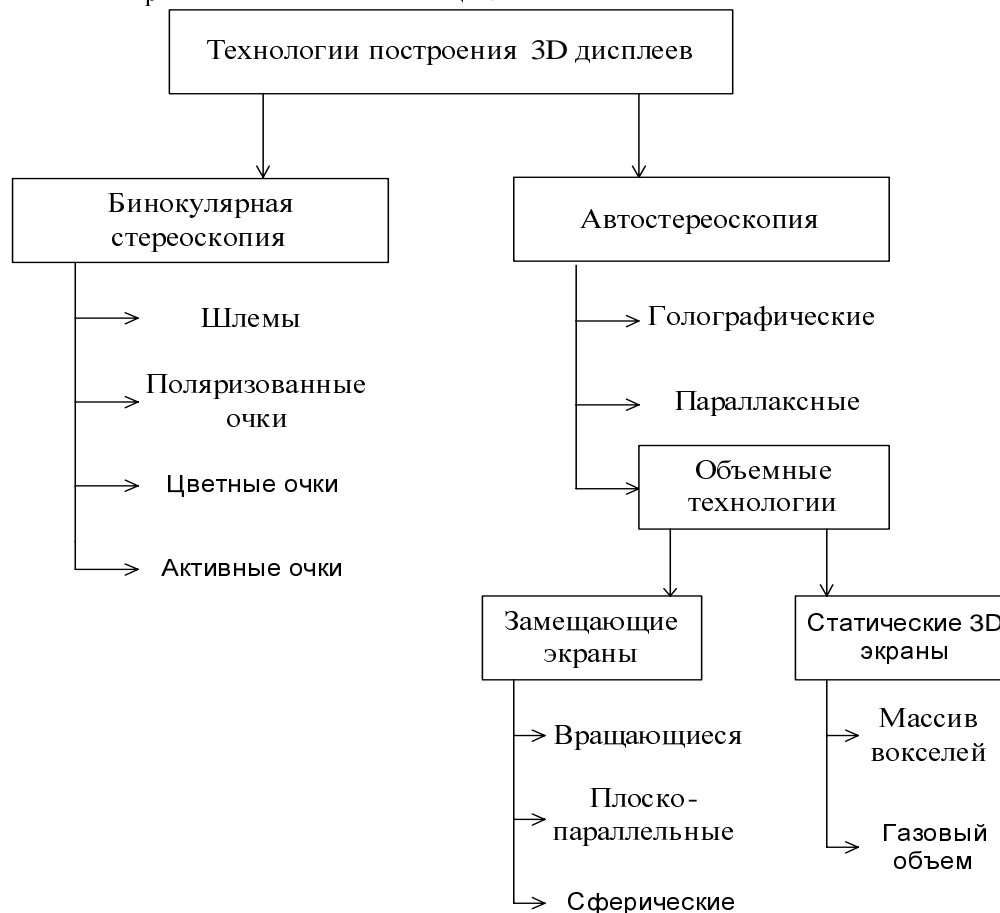 Технологии построения 3D дисплеев
Бинокулярная
стереоскопия
Шлемы
Поляризованные
очки
Цветные очки
Активные очки
Автостереоскопия
Голографические
Параллаксные
Объемные
технологии
Замещающие
экраны
Вращающиеся
Плоско-
параллельные
Сферические
Статические 3D
экраны
Массив
вокселей
Газовый
объем